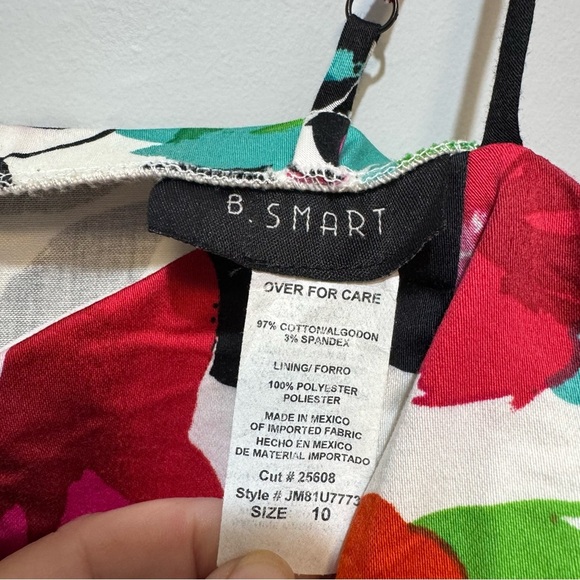 B. SMART
OVER FOR CARE
97% COTTON/ALGODON
3% SPANDEX
LINING/ FORRO
100% POLYESTER
POLIESTER
MADE IN MEXICO
OF IMPORTED FABRIC
HECHO EN MEXICO
DE MATERIAL IMPORTADO
Cut # 25608
Style # JM81U7773
SIZE 10